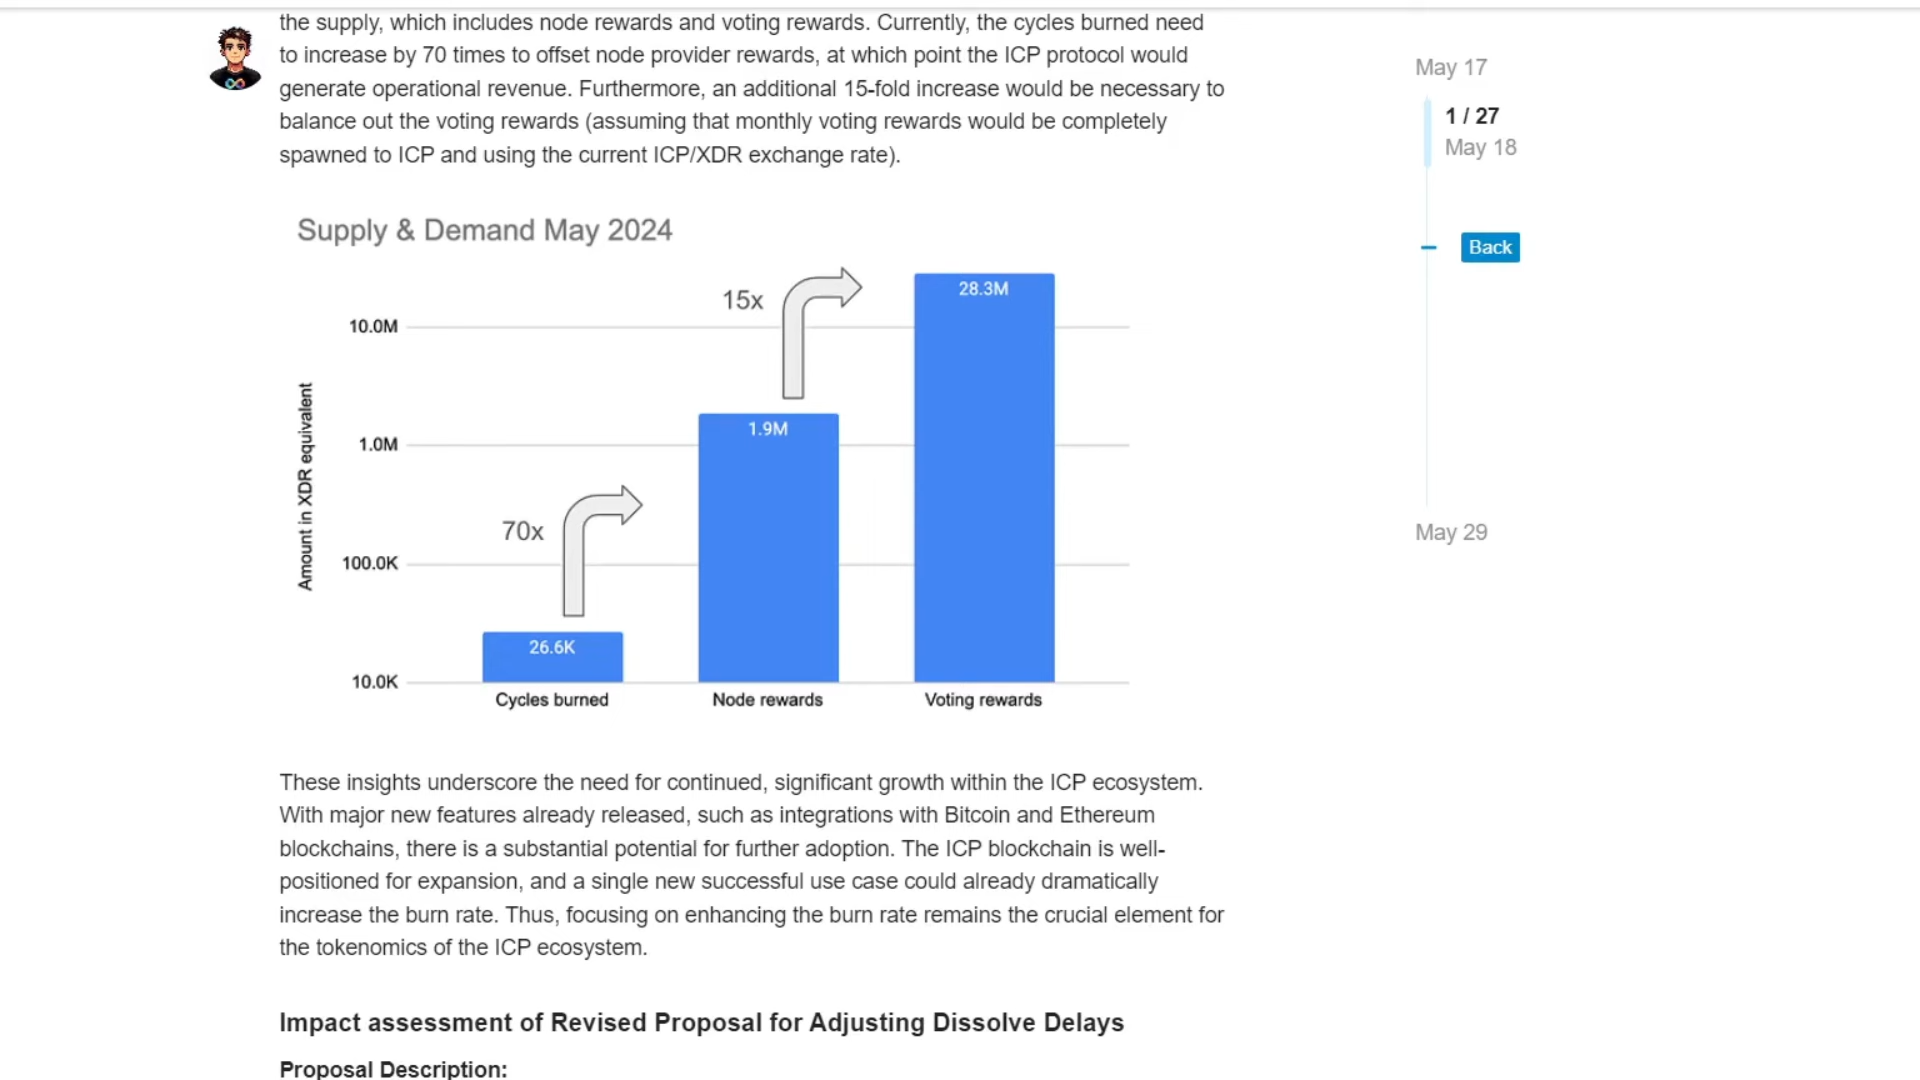 the supply, which includes node rewards and voting rewards. Currently, the cycles burned need
to increase by 70 times to offset node provider rewards, at which point the ICP protocol would
generate operational revenue. Furthermore, an additional 15-fold increase would be necessary to
balance out the voting rewards (assuming that monthly voting rewards would be completely
spawned to ICP and using the current ICP/XDR exchange rate).
May 17
1 / 27
May 18
Back
May 29
Supply & Demand May 2024
Amount in XDR equivalent
10.0M
1.0M
100.0K
10.0K
70x
15x
26.6K
1.9M
28.3M
Cycles burned
Node rewards
Voting rewards
These insights underscore the need for continued, significant growth within the ICP ecosystem.
With major new features already released, such as integrations with Bitcoin and Ethereum
blockchains, there is a substantial potential for further adoption. The ICP blockchain is well-
positioned for expansion, and a single new successful use case could already dramatically
increase the burn rate. Thus, focusing on enhancing the burn rate remains the crucial element for
the tokenomics of the ICP ecosystem.
Impact assessment of Revised Proposal for Adjusting Dissolve Delays
Proposal Description: